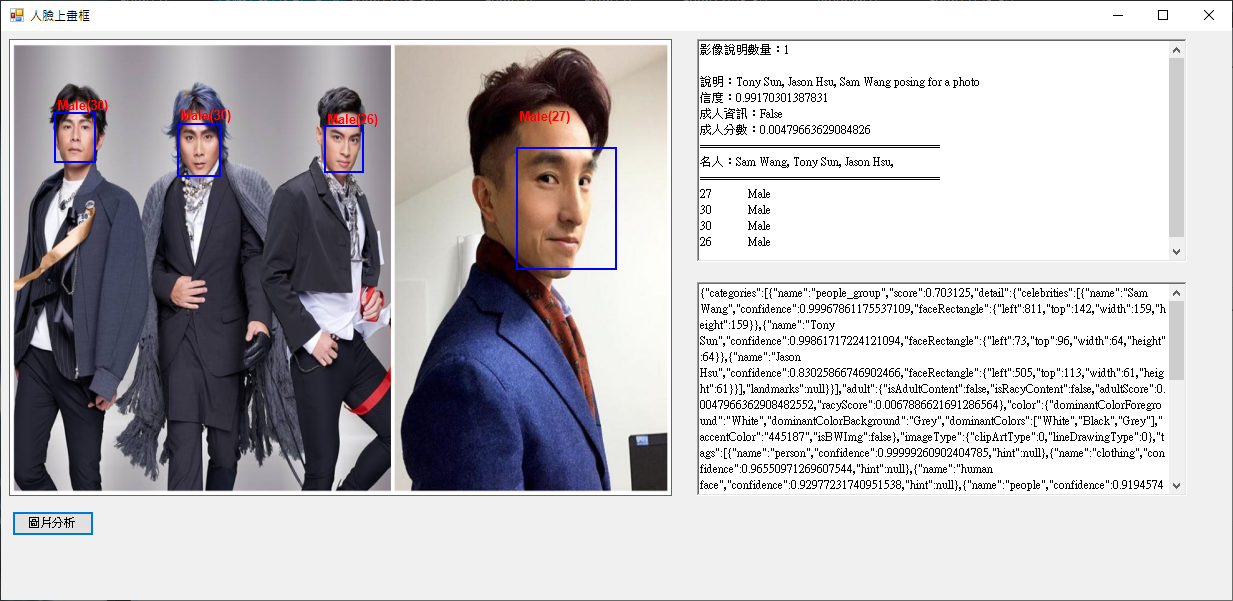 人臉上畫框
Male(30)
Male(30)
Male(26)
Male(27)
影像說明數量：1
說明：Tony Sun, Jason Hsu, Sam Wang posing for a photo
信度：0.99170301387831
成人資訊：False
成人分數：0.00479663629084826
名人：Sam Wang, Tony Sun, Jason Hsu,
27 Male
30 Male
30 Male
26 Male
{"categories":[{"name":"people_group","score":0.703125,"detail":{"celebrities":[{"name":"Sam
Wang","confidence":0.99967861175537109,"faceRectangle":{"left":811,"top":142,"width":159,"h
eight":159}},{"name":"Tony
Sun","confidence":0.99861717224121094,"faceRectangle":{"left":73,"top":96,"width":64,"height"
:64}},{"name":"Jason
Hsu","confidence":0.83025866746902466,"faceRectangle":{"left":505,"top":113,"width":61,"heig
ht":61}}],"landmarks":null}}],"adult":{"isAdultContent":false,"isRacyContent":false,"adultScore":0.
0047966362908482552,"racyScore":0.0067886621691286564},"color":{"dominantColorForegro
und":"White","dominantColorBackground":"Grey","dominantColors":["White","Black","Grey"],"
accentColor":"445187","isBWImg":false},"imageType":{"clipArtType":0,"lineDrawingType":0},"t
ags":[{"name":"person","confidence":0.99999260902404785,"hint":null},{"name":"clothing","con
fidence":0.96550971269607544,"hint":null},{"name":"human
face","confidence":0.92977231740951538,"hint":null},{"name":"people","confidence":0.9194574
圖片分析